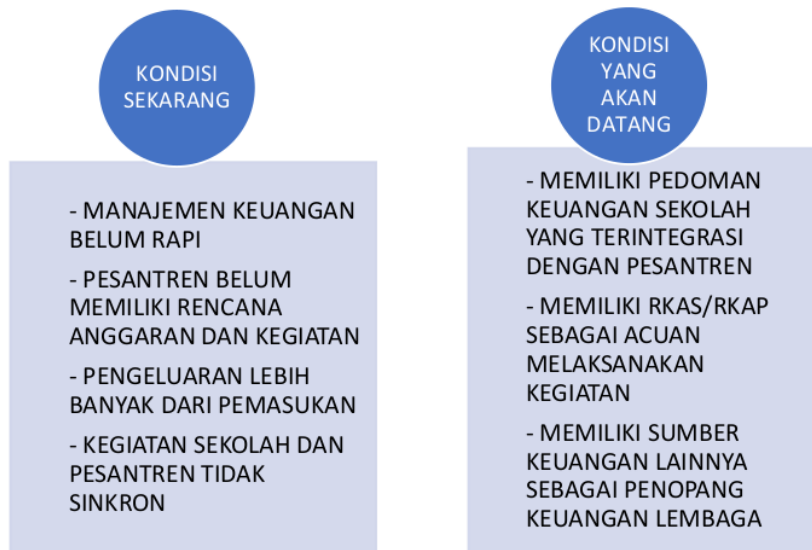 KONDISI
SEKARANG
- MANAJEMEN KEUANGAN
BELUM RAPI
- PESANTREN BELUM
MEMILIKI RENCANA
ANGGARAN DAN KEGIATAN
- PENGELUARAN LEBIH
BANYAK DARI PEMASUKAN
- KEGIATAN SEKOLAH DAN
PESANTREN TIDAK
SINKRON
KONDISI
YANG
AKAN
DATANG
- MEMILIKI PEDOMAN
KEUANGAN SEKOLAH
YANG TERINTEGRASI
DENGAN PESANTREN
- MEMILIKI RKAS/RKAP
SEBAGAI ACUAN
MELAKSANAKAN
KEGIATAN
- MEMILIKI SUMBER
KEUANGAN LAINNYA
SEBAGAI PENOPANG
KEUANGAN LEMBAGA